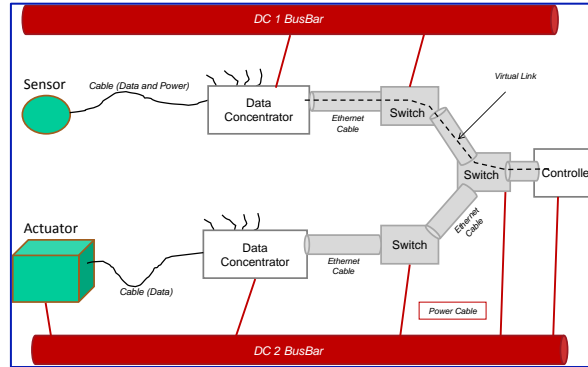 DC 1 BusBar
Sensor
Cable (Data and Power)
Data
Concentrator
Ethernet
Cable
Switch
Virtual Link
Switch
Controlle
Ethernet
Cable
Actuator
Cable (Data)
Data
Concentrator
Ethernet
Cable
Switch
Power Cable
DC 2 BusBar